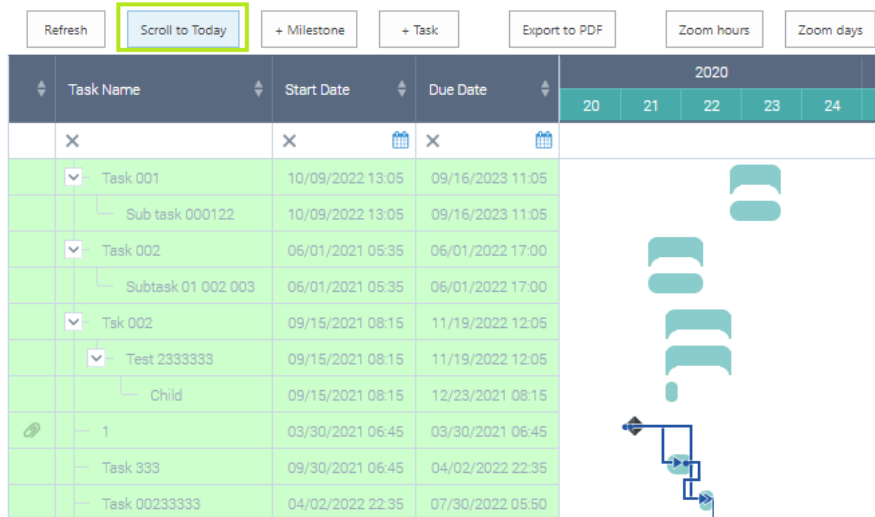 Refresh Scroll to Today + Milestone + Task Export to PDF Zoom hours Zoom days
2020
Task Name Start Date Due Date
20 21 22 23 24
Task 001 10/09/2022 13:05 09/16/2023 11:05
Sub task 000122 10/09/2022 13:05 09/16/2023 11:05
Task 002 06/01/2021 05:35 06/01/2022 17:00
Subtask 01 002 003 06/01/2021 05:35 06/01/2022 17:00
Tsk 002 09/15/2021 08:15 11/19/2022 12:05
Test 2333333 09/15/2021 08:15 11/19/2022 12:05
Child 09/15/2021 08:15 12/23/2021 08:15
1 03/30/2021 06:45 03/30/2021 06:45
Task 333 09/30/2021 06:45 04/02/2022 22:35
Task 00233333 04/02/2022 22:35 07/30/2022 05:50